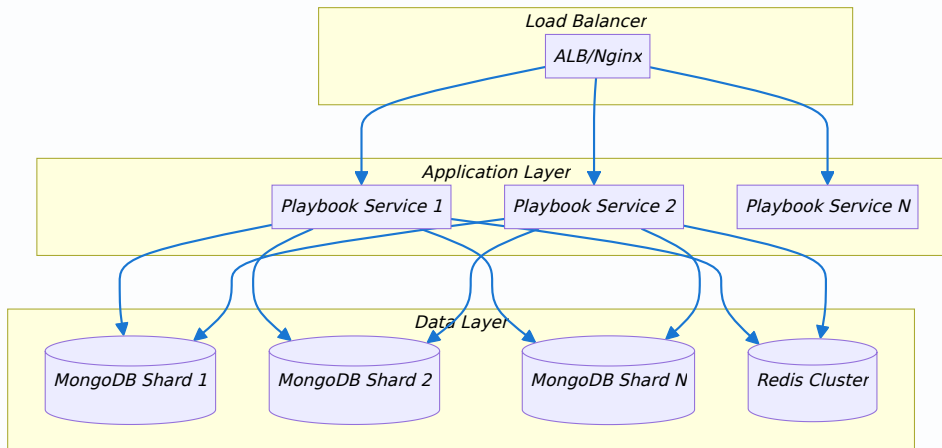 Load Balancer
ALB/Nginx
Application Layer
Playbook Service 1
Playbook Service 2
Playbook Service N
Data Layer
MongoDB Shard 1
MongoDB Shard 2
MongoDB Shard N
Redis Cluster